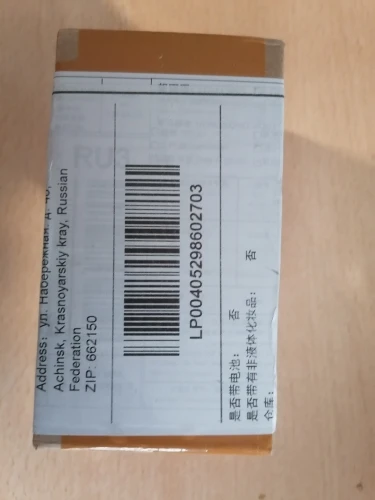 Address: ул. Набережная. д. 40,
Achinsk, Krasnoyarskiy kray, Russian
Federation
ZIP: 662150
LP00405298602703
是否带电池： 否
是否带有非液体化妆品： 否
仓库：
RU3